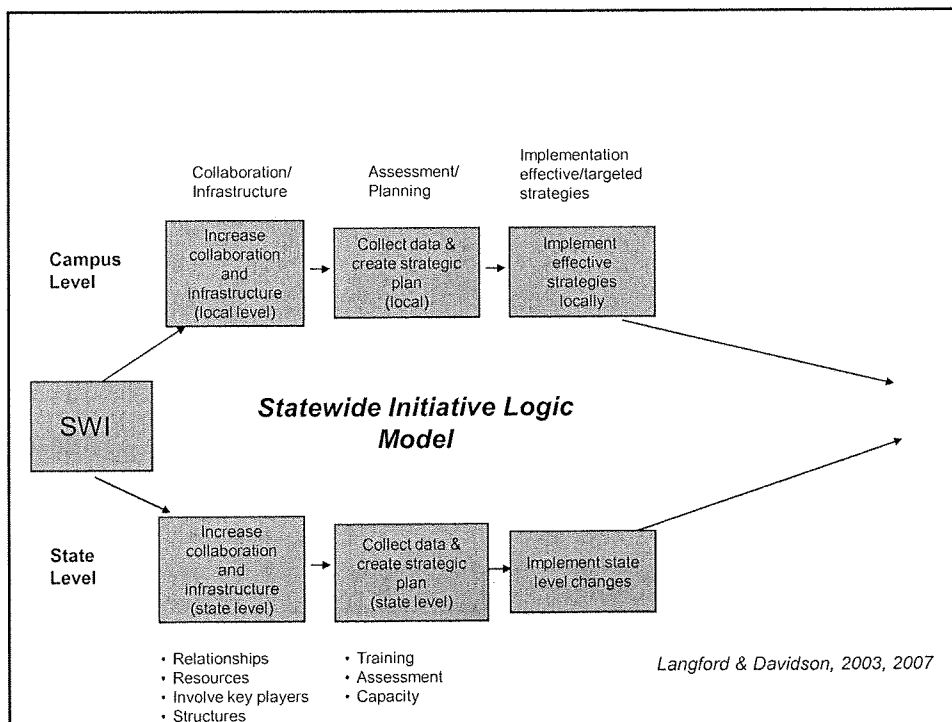 Collaboration/
Infrastructure
Assessment/
Planning
Implementation
effective/targeted
strategies
Campus
Level
Increase
collaboration
and
infrastructure
(local level)
Collect data &
create strategic
plan
(local)
Implement
effective
strategies
locally
SWI
Statewide Initiative Logic
Model
State
Level
Increase
collaboration
and
infrastructure
(state level)
Collect data &
create strategic
plan
(state level)
Implement state
level changes
• Relationships
• Resources
• Involve key players
• Structures
• Training
• Assessment
• Capacity
Langford & Davidson, 2003, 2007